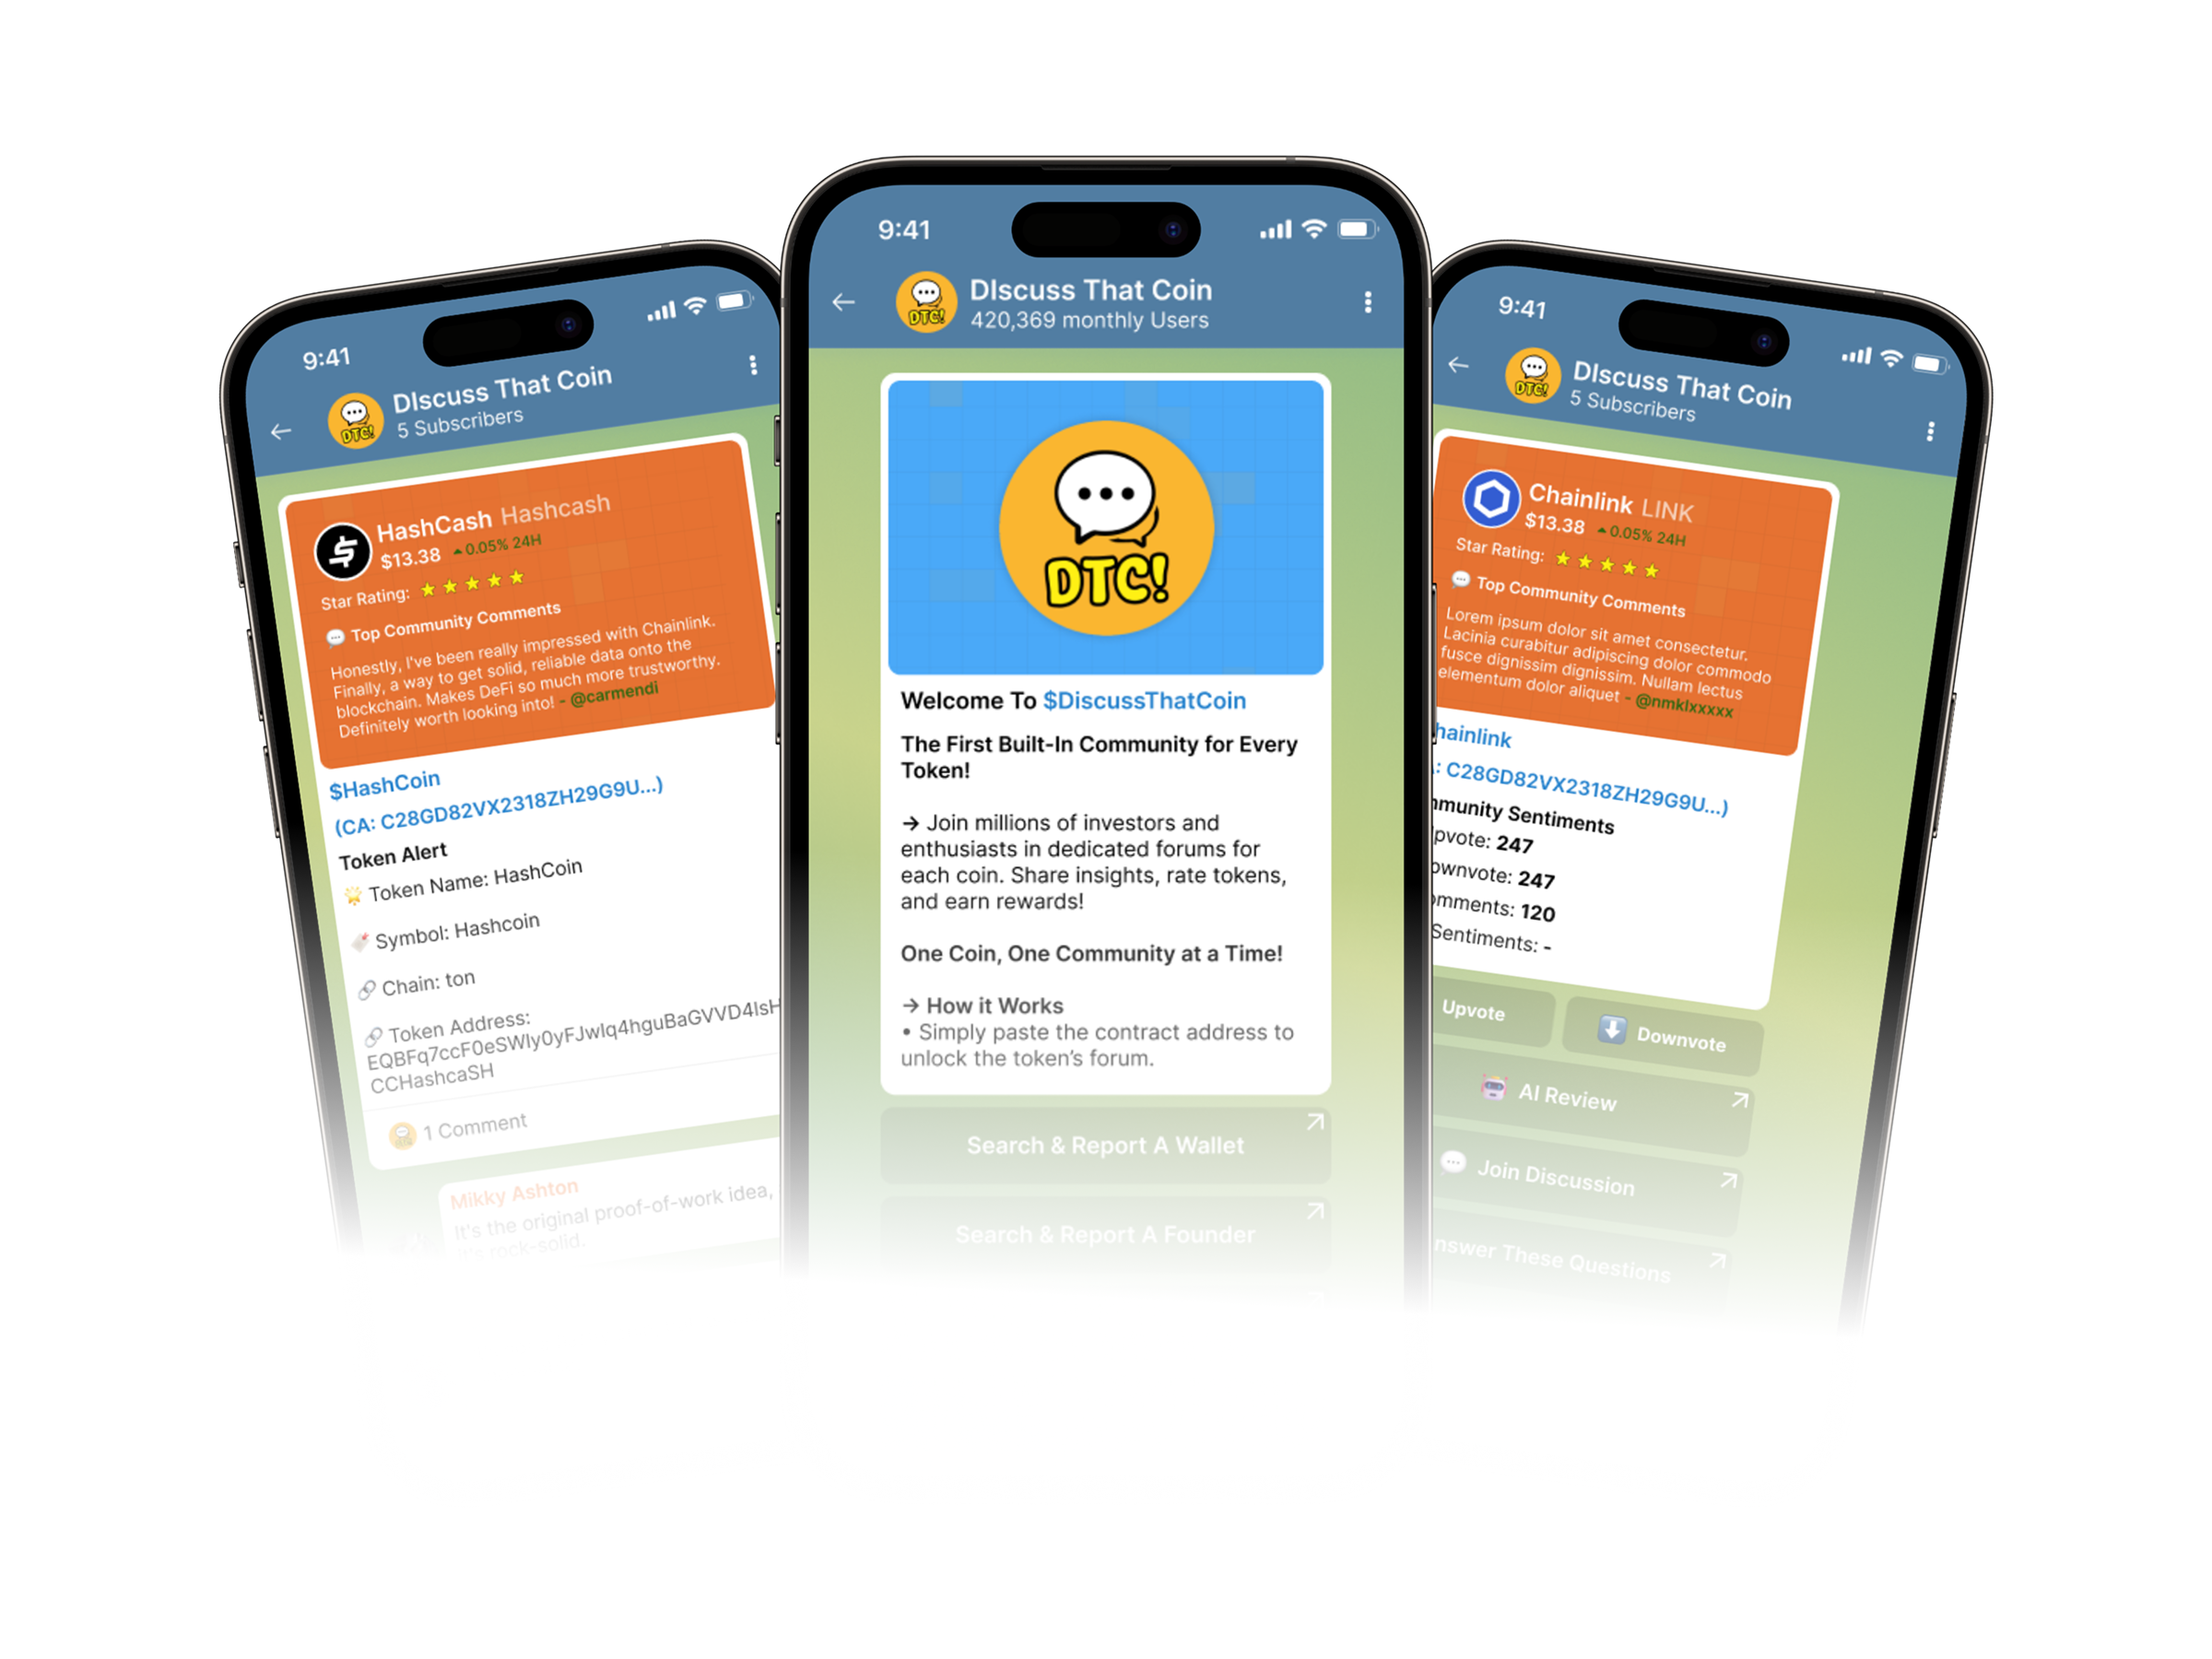 9:41
DIscuss That Coin
5 Subscribers
HashCash Hashcash
$13.38 0.05% 24H
Star Rating:
Top Community Comments
Honestly, I've been really impressed with Chainlink.
Finally, a way to get solid, reliable data onto the
blockchain. Makes DeFi so much more trustworthy.
Definitely worth looking into! - @carmendi
$HashCoin
(CA: C28GD82VX2318ZH29G9U...)
Token Alert
Token Name: HashCoin
Symbol: Hashcoin
Chain: ton
Token Address:
EQBFq7ccF0eSWly0yFJwIq4hguBaGVVD4IsH
CCHashcaSH
1 Comment
Mikky Ashton
It's the original proof-of-work idea,
it's rock-solid.
9:41
DIscuss That Coin
420,369 monthly Users
DTC!
Welcome To $DiscussThatCoin
The First Built-In Community for Every
Token!
→ Join millions of investors and
enthusiasts in dedicated forums for
each coin. Share insights, rate tokens,
and earn rewards!
One Coin, One Community at a Time!
→ How it Works
• Simply paste the contract address to
unlock the token’s forum.
Search & Report A Wallet
Search & Report A Founder
9:41
DIscuss That Coin
5 Subscribers
Chainlink LINK
$13.38 0.05% 24H
Star Rating:
Top Community Comments
Lorem ipsum dolor sit amet consectetur.
Lacinia curabitur adipiscing dolor commodo
fusce dignissim dignissim. Nullam lectus
elementum dolor aliquet - @nmklxxxxx
hainlink
: C28GD82VX2318ZH29G9U...)
mmunity Sentiments
pvote: 247
ownvote: 247
omments: 120
Sentiments: -
Upvote
Downvote
AI Review
Join Discussion
nswer These Questions